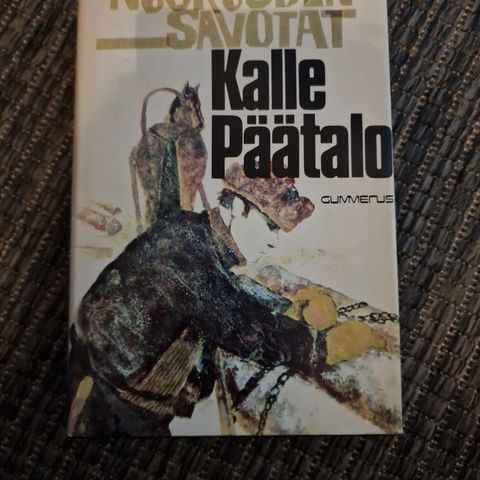 NUORUUDEN
SAVOTAT
Kalle
Päätalo
GUMMERUS